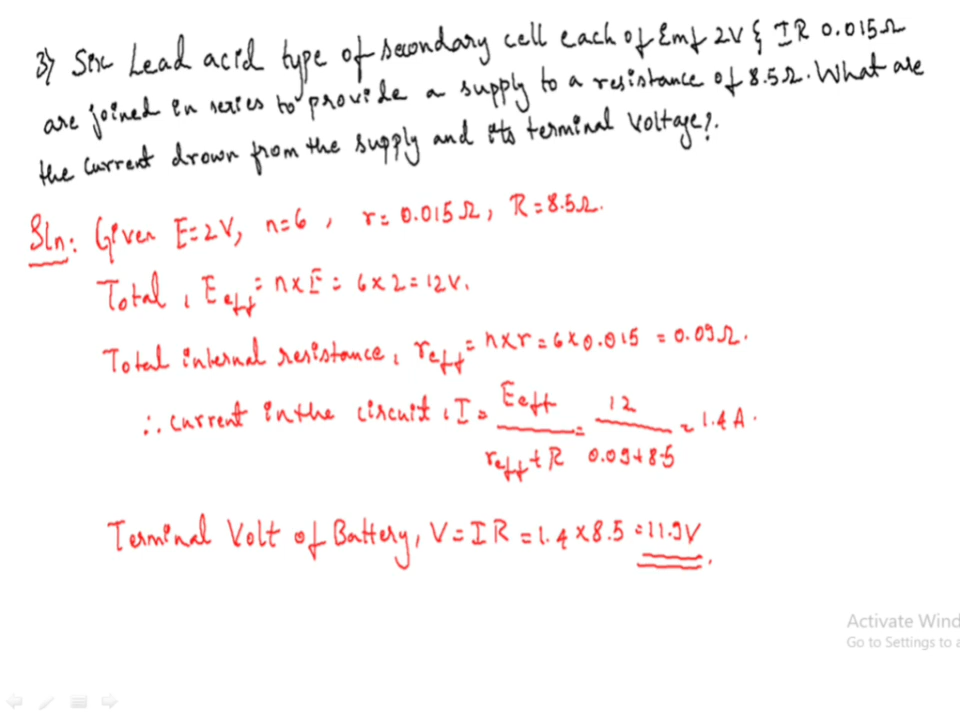 3) Six Lead acid type of secondary cell each of Emf 2V & IR 0.015Ω
are joined in series to provide a supply to a resistance of 8.5Ω. What are
the current drawn from the supply and its terminal voltage?.
Sln: Given E=2V, n=6 , r= 0.015Ω, R=8.5Ω.
Total , Eeff = n×E = 6×2=12V.
Total internal resistance, reff = n×r=6×0.015 = 0.09Ω.
∴ current in the circuit , I = Eeff / reff + R = 12 / 0.09+8.5 = 1.4 A.
Terminal Volt of Battery, V=IR =1.4×8.5 =11.9V.
Activate Wind
Go to Settings to a